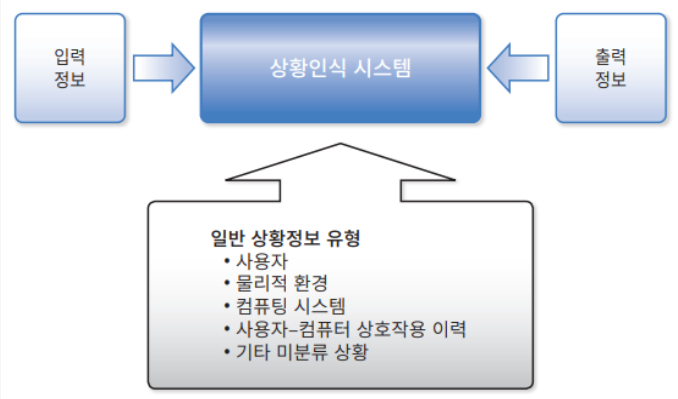 입력
정보
상황인식 시스템
출력
정보
일반 상황정보 유형
• 사용자
• 물리적 환경
• 컴퓨팅 시스템
• 사용자–컴퓨터 상호작용 이력
• 기타 미분류 상황